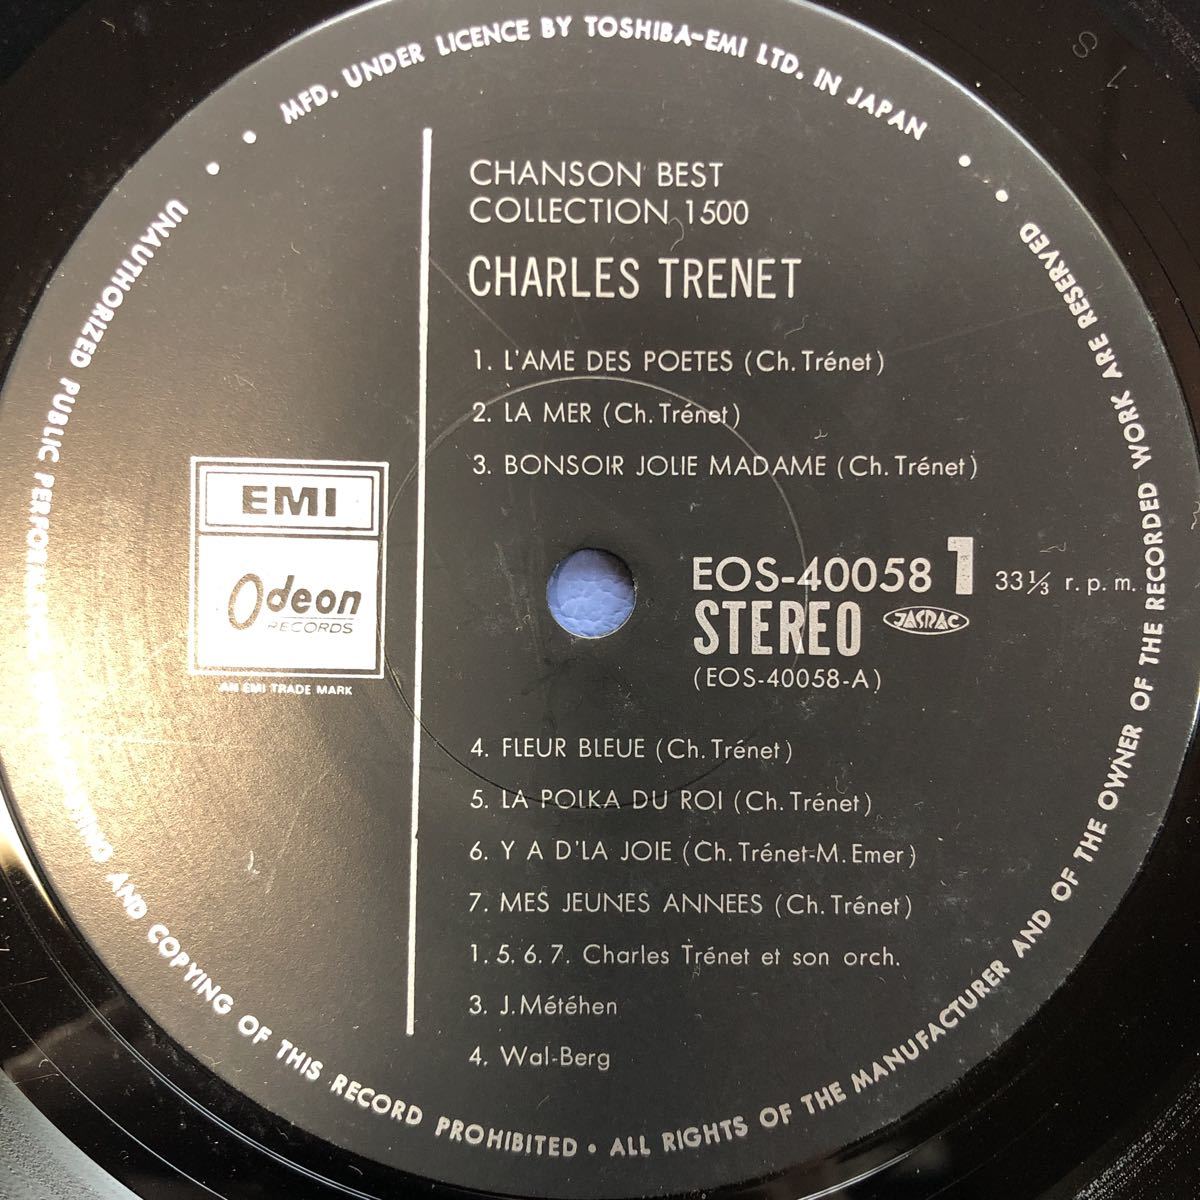 MFD. UNDER LICENCE BY TOSHIBA-EMI LTD. IN JAPAN
CHANSON BEST
COLLECTION 1500
CHARLES TRENET
1. L'AME DES POETES (Ch. Trénet)
2. LA MER (Ch. Trénet)
3. BONSOIR JOLIE MADAME (Ch. Trénet)
EMI
Odeon
RECORDS
AN EMI TRADE MARK
EOS-40058 1 33⅓ r.p.m.
STEREO JASRAC
(EOS-40058-A)
4. FLEUR BLEUE (Ch. Trénet)
5. LA POLKA DU ROI (Ch. Trénet)
6. Y A D'LA JOIE (Ch. Trénet-M. Emer)
7. MES JEUNES ANNEES (Ch. Trénet)
1. 5. 6. 7. Charles Trénet et son orch.
3. J. Météhen
4. Wal-Berg
UNAUTHORIZED PUBLIC AND COPYING OF THIS RECORD PROHIBITED • ALL RIGHTS OF THE MANUFACTURER AND OF THE OWNER OF THE RECORDED WORK ARE RESERVED